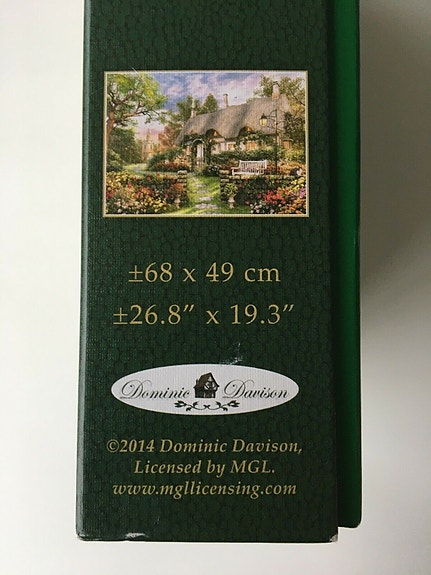 ±68 x 49 cm
±26.8" x 19.3"
Dominic Davison
©2014 Dominic Davison,
Licensed by MGL.
www.mgllicensing.com